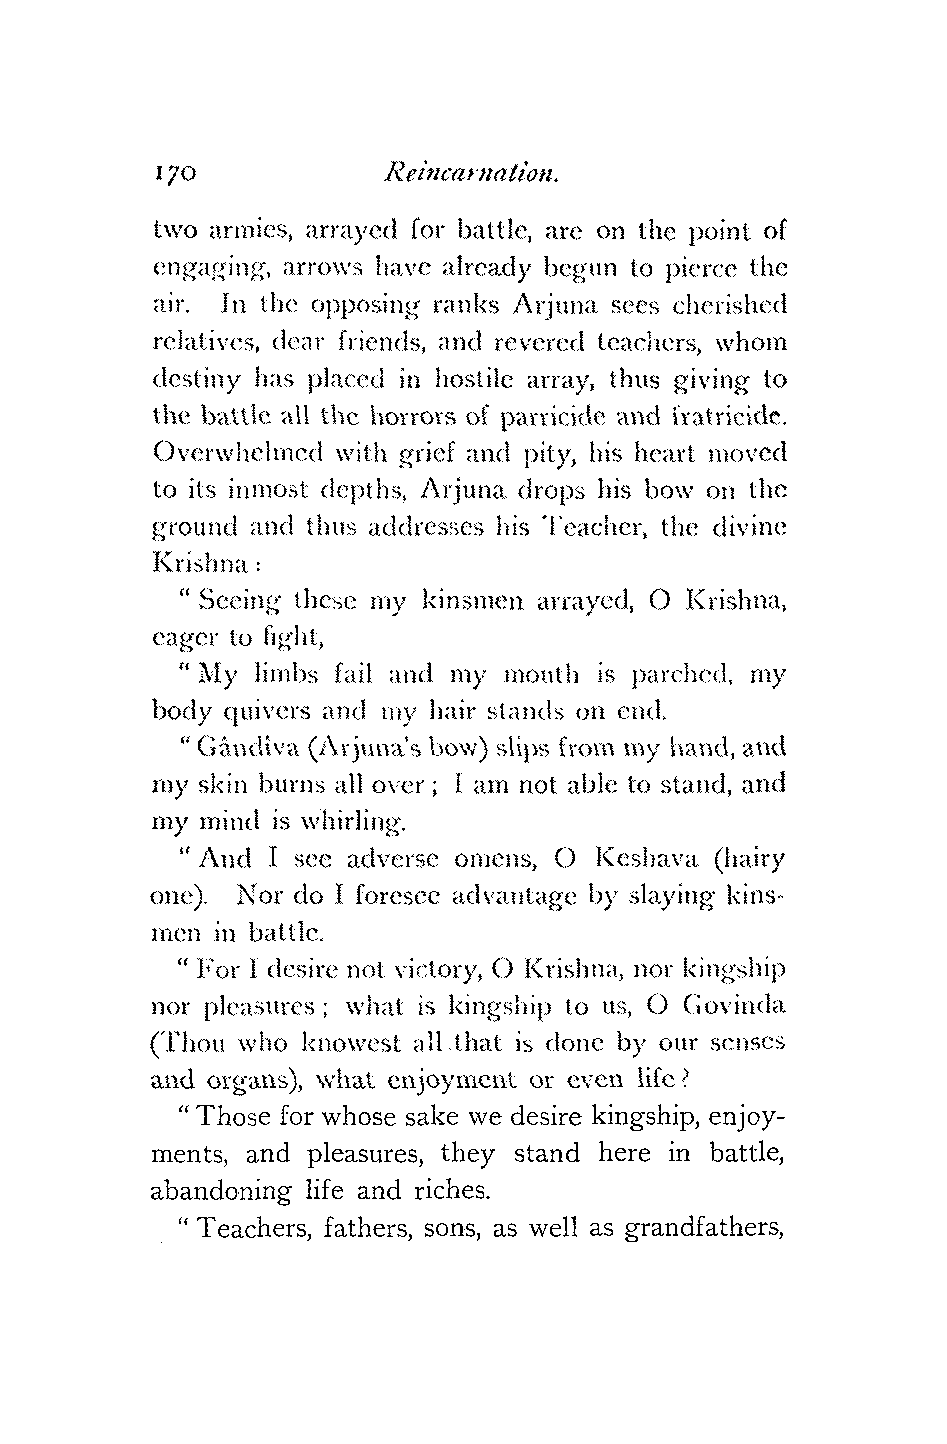 170 Reincarnation.
two armies, arrayed for battle, are on the point of
engaging, arrows have already begun to pierce the
air. In the opposing ranks Arjuna sees cherished
relatives, dear friends, and revered teachers, whom
destiny has placed in hostile array, thus giving to
the battle all the horrors of parricide and fratricide.
Overwhelmed with grief and pity, his heart moved
to its inmost depths, Arjuna drops his bow on the
ground and thus addresses his Teacher, the divine
Krishna :
“ Seeing these my kinsmen arrayed, O Krishna,
eager to fight,
“ My limbs fail and my mouth is parched, my
body quivers and my hair stands on end.
“ Gândîva (Arjuna's bow) slips from my hand, and
my skin burns all over ; I am not able to stand, and
my mind is whirling.
“ And I see adverse omens, O Keshava (hairy
one). Nor do I foresee advantage by slaying kins-
men in battle.
“ For I desire not victory, O Krishna, nor kingship
nor pleasures ; what is kingship to us, O Govinda
(Thou who knowest all that is done by our senses
and organs), what enjoyment or even life ?
“ Those for whose sake we desire kingship, enjoy-
ments, and pleasures, they stand here in battle,
abandoning life and riches.
“ Teachers, fathers, sons, as well as grandfathers,